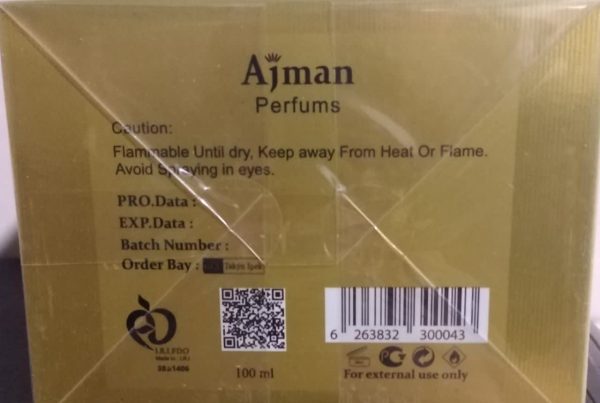 Ajman
Perfums
Caution:
Flammable Until dry, Keep away From Heat Or Flame.
Avoid Spraying in eyes.
PRO.Data :
EXP.Data :
Batch Number :
Order Bay :
100 ml
6 263832 300043
For external use only